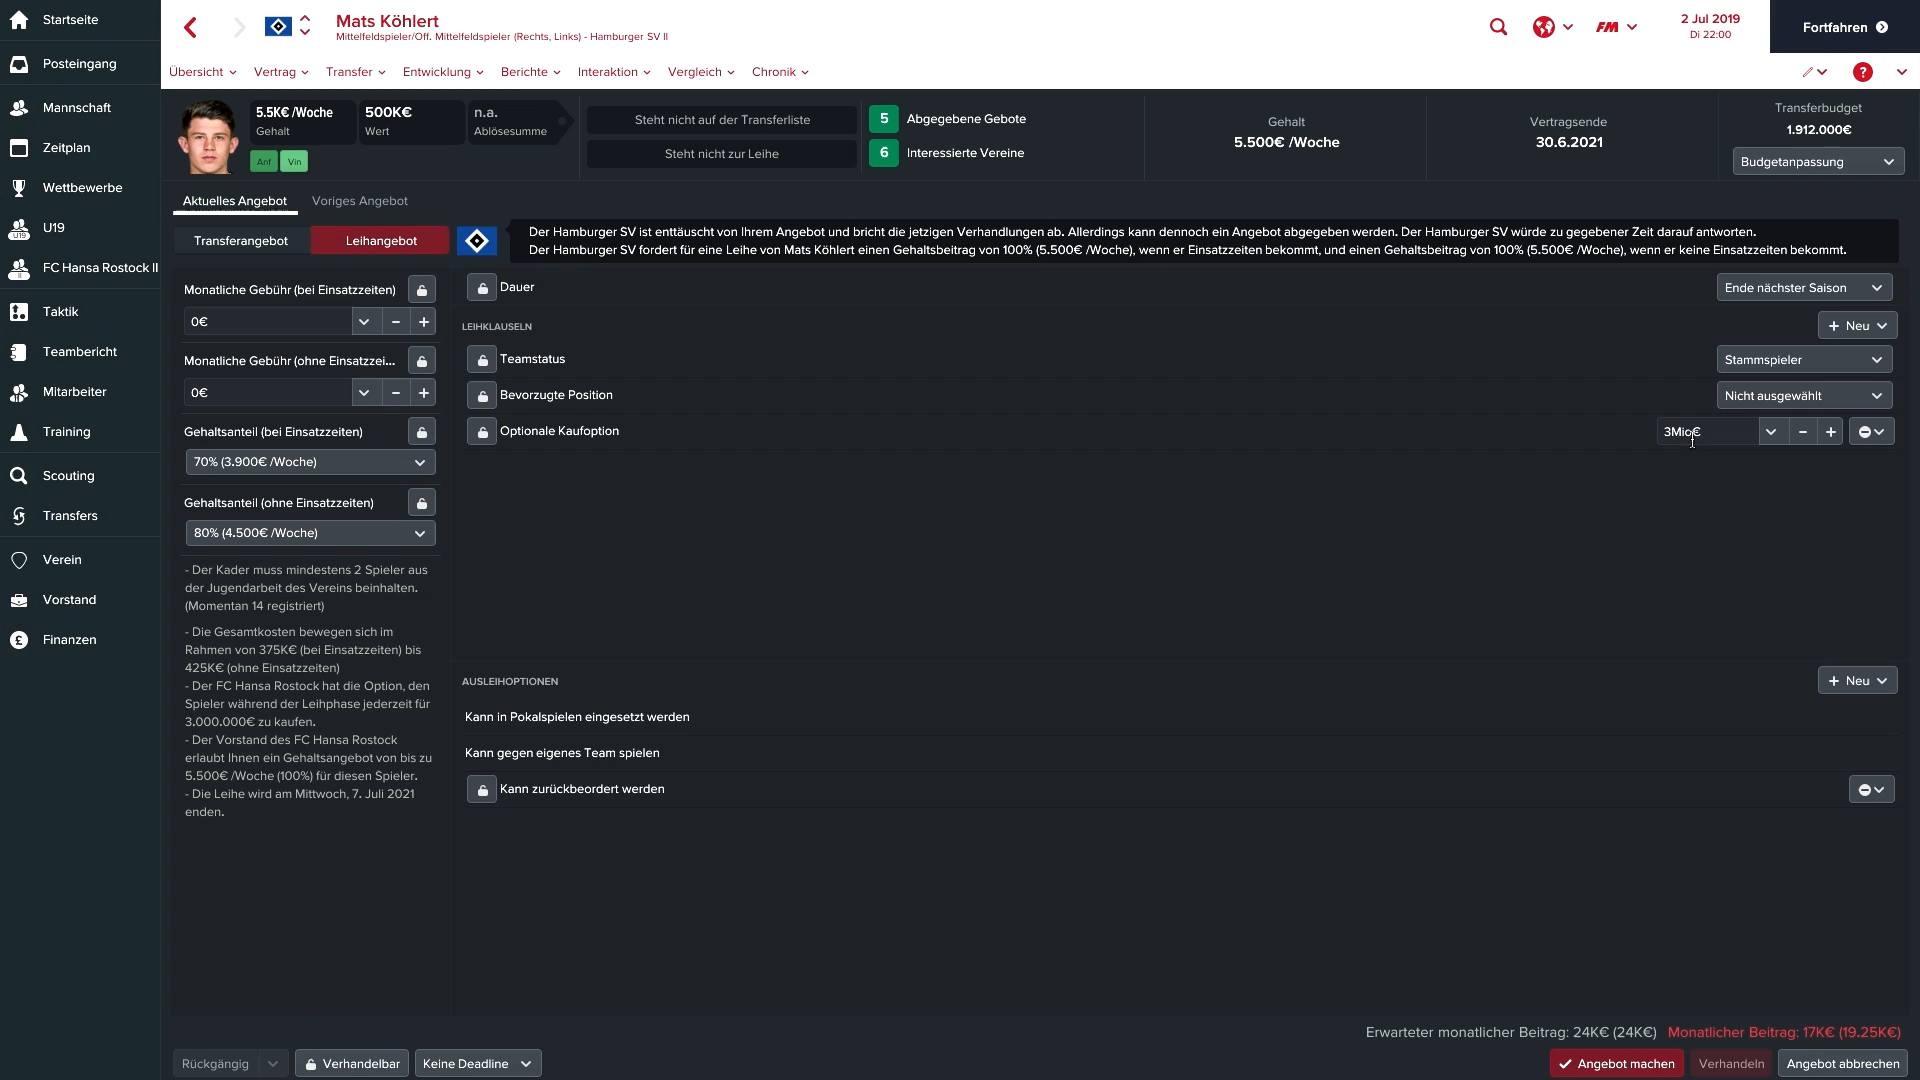 Startseite
Posteingang
Mannschaft
Zeitplan
Wettbewerbe
U19
U19
FC Hansa Rostock II
II
Taktik
Teambericht
Mitarbeiter
Training
Scouting
Transfers
Verein
Vorstand
Finanzen
Mats Köhlert
Mittelfeldspieler/Off. Mittelfeldspieler (Rechts, Links) - Hamburger SV II
FM
2 Jul 2019
Di 22:00
Fortfahren
Übersicht
Vertrag
Transfer
Entwicklung
Berichte
Interaktion
Vergleich
Chronik
?
5.5K€ /Woche
Gehalt
500K€
Wert
n.a.
Ablösesumme
Anf
Vin
Steht nicht auf der Transferliste
Steht nicht zur Leihe
5 Abgegebene Gebote
6 Interessierte Vereine
Gehalt
5.500€ /Woche
Vertragsende
30.6.2021
Transferbudget
1.912.000€
Budgetanpassung
Aktuelles Angebot
Voriges Angebot
Transferangebot
Leihangebot
Der Hamburger SV ist enttäuscht von Ihrem Angebot und bricht die jetzigen Verhandlungen ab. Allerdings kann dennoch ein Angebot abgegeben werden. Der Hamburger SV würde zu gegebener Zeit darauf antworten.
Der Hamburger SV fordert für eine Leihe von Mats Köhlert einen Gehaltsbeitrag von 100% (5.500€ /Woche), wenn er Einsatzzeiten bekommt, und einen Gehaltsbeitrag von 100% (5.500€ /Woche), wenn er keine Einsatzzeiten bekommt.
Monatliche Gebühr (bei Einsatzzeiten)
0€
Monatliche Gebühr (ohne Einsatzzei...
0€
Gehaltsanteil (bei Einsatzzeiten)
70% (3.900€ /Woche)
Gehaltsanteil (ohne Einsatzzeiten)
80% (4.500€ /Woche)
- Der Kader muss mindestens 2 Spieler aus
der Jugendarbeit des Vereins beinhalten.
(Momentan 14 registriert)
- Die Gesamtkosten bewegen sich im
Rahmen von 375K€ (bei Einsatzzeiten) bis
425K€ (ohne Einsatzzeiten)
- Der FC Hansa Rostock hat die Option, den
Spieler während der Leihphase jederzeit für
3.000.000€ zu kaufen.
- Der Vorstand des FC Hansa Rostock
erlaubt Ihnen ein Gehaltsangebot von bis zu
5.500€ /Woche (100%) für diesen Spieler.
- Die Leihe wird am Mittwoch, 7. Juli 2021
enden.
Dauer
Ende nächster Saison
LEIHKLAUSELN
+ Neu
Teamstatus
Stammspieler
Bevorzugte Position
Nicht ausgewählt
Optionale Kaufoption
3Mio€
AUSLEIHOPTIONEN
+ Neu
Kann in Pokalspielen eingesetzt werden
Kann gegen eigenes Team spielen
Kann zurückbeordert werden
Erwarteter monatlicher Beitrag: 24K€ (24K€) Monatlicher Beitrag: 17K€ (19.25K€)
Rückgängig
Verhandelbar
Keine Deadline
Angebot machen
Verhandeln
Angebot abbrechen